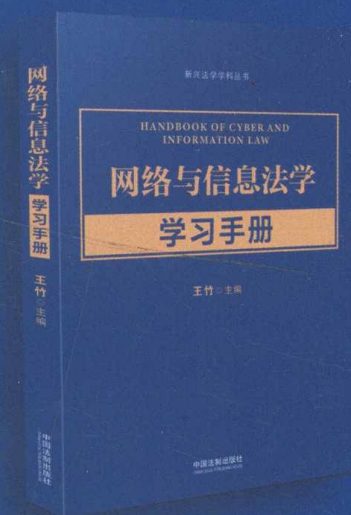 网络与信息法学
学习手册
王竹 主编
中国法制出版社
新兴法学学科丛书
HANDBOOK OF CYBER AND
INFORMATION LAW
网络与信息法学
学习手册
王竹 主编
中国法制出版社